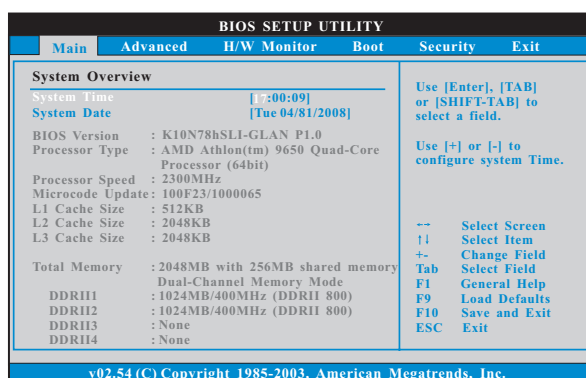 BIOS SETUP UTILITY
Main Advanced H/W Monitor Boot Security Exit
System Overview
System Time [17:00:09]
System Date [Tue 04/81/2008]
BIOS Version : K10N78hSLI-GLAN P1.0
Processor Type : AMD Athlon(tm) 9650 Quad-Core
Processor (64bit)
Processor Speed : 2300MHz
Microcode Update : 100F23/1000065
L1 Cache Size : 512KB
L2 Cache Size : 2048KB
L3 Cache Size : 2048KB
Total Memory : 2048MB with 256MB shared memory
Dual-Channel Memory Mode
DDRII1 : 1024MB/400MHz (DDRII 800)
DDRII2 : 1024MB/400MHz (DDRII 800)
DDRII3 : None
DDRII4 : None
Use [Enter], [TAB]
or [SHIFT-TAB] to
select a field.
Use [+] or [-] to
configure system Time.
←→ Select Screen
↑↓ Select Item
+- Change Field
Tab Select Field
F1 General Help
F9 Load Defaults
F10 Save and Exit
ESC Exit
v02.54 (C) Copyright 1985-2003, American Megatrends, Inc.